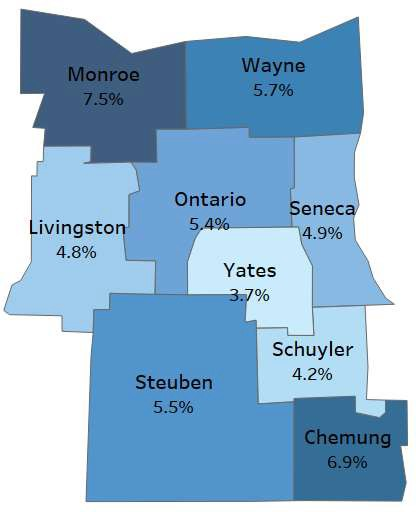 Monroe
7.5%
Wayne
5.7%
Ontario
5.4%
Seneca
4.9%
Livingston
4.8%
Yates
3.7%
Schuyler
4.2%
Steuben
5.5%
Chemung
6.9%